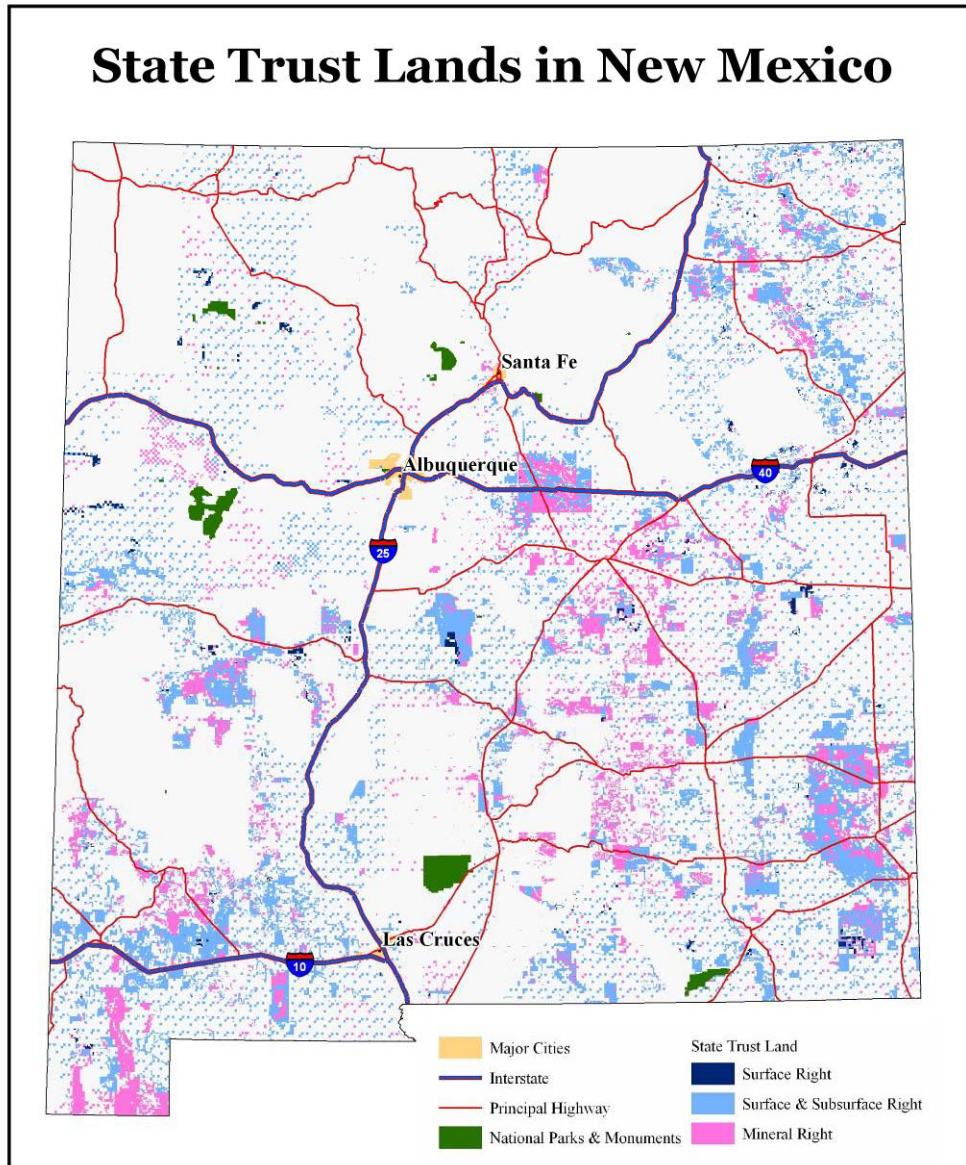 State Trust Lands in New Mexico
Santa Fe
Albuquerque
40
25
Las Cruces
10
Major Cities
Interstate
Principal Highway
National Parks & Monuments
State Trust Land
Surface Right
Surface & Subsurface Right
Mineral Right